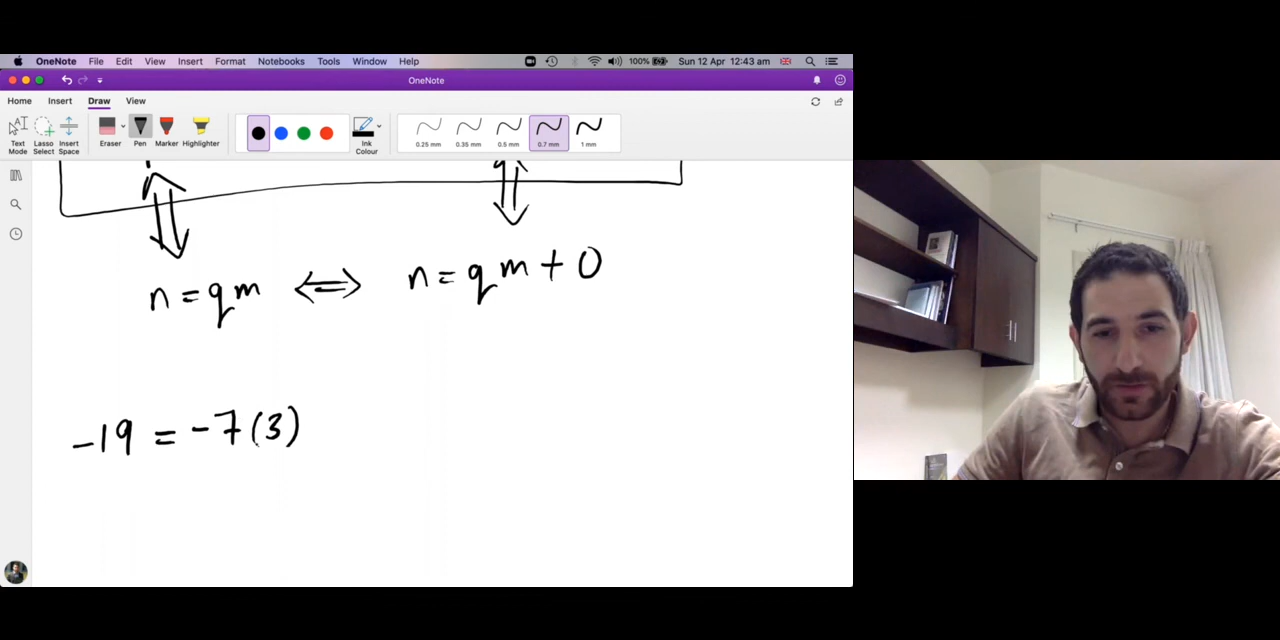 OneNote File Edit View Insert Format Notebooks Tools Window Help 100% Sun 12 Apr 12:43 am
OneNote
Home Insert Draw View
Text Mode Lasso Select Insert Space Eraser Pen Marker Highlighter Ink Colour 0.25 mm 0.35 mm 0.5 mm 0.7 mm 1 mm
n = qm ⟺ n = qm + 0
-19 = -7(3)